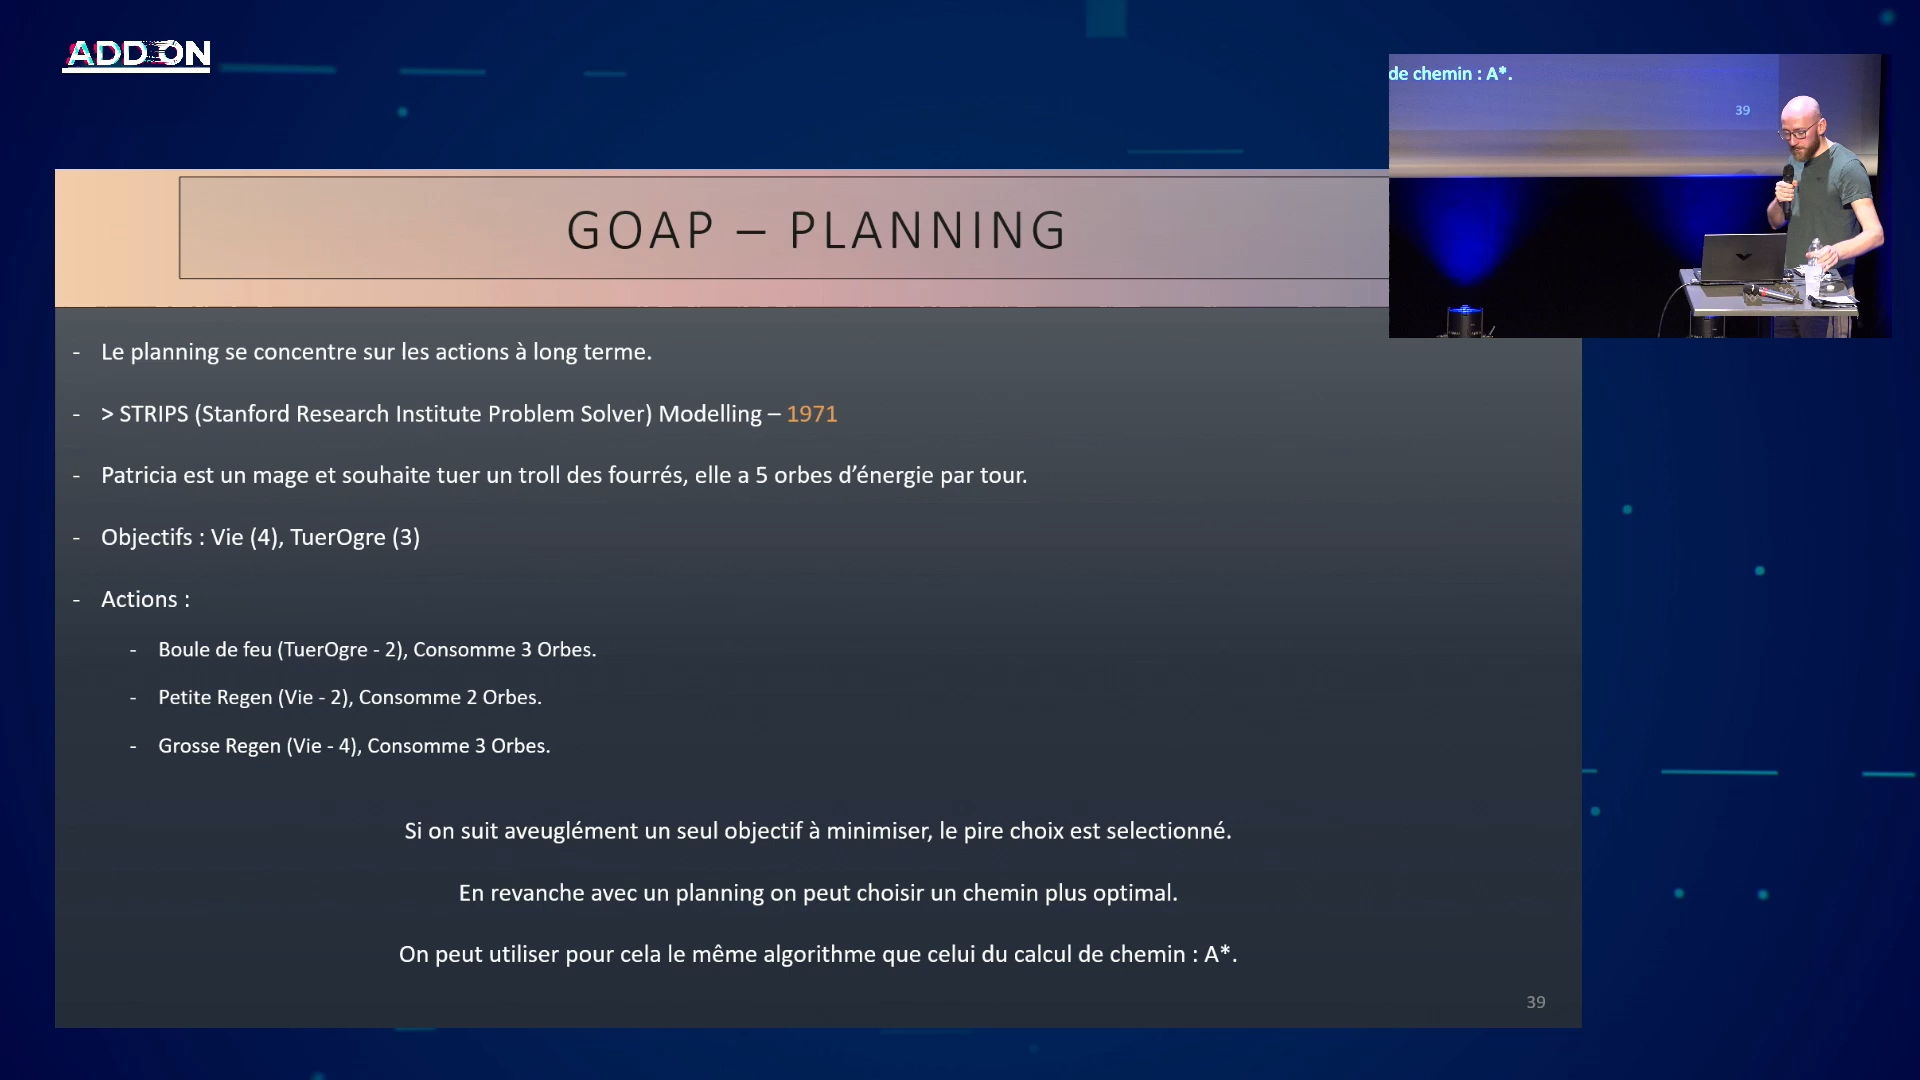 ADD ON
de chemin : A*.
39
GOAP – PLANNING
- Le planning se concentre sur les actions à long terme.
- > STRIPS (Stanford Research Institute Problem Solver) Modelling – 1971
- Patricia est un mage et souhaite tuer un troll des fourrés, elle a 5 orbes d’énergie par tour.
- Objectifs : Vie (4), TuerOgre (3)
- Actions :
- Boule de feu (TuerOgre - 2), Consomme 3 Orbes.
- Petite Regen (Vie - 2), Consomme 2 Orbes.
- Grosse Regen (Vie - 4), Consomme 3 Orbes.
Si on suit aveuglément un seul objectif à minimiser, le pire choix est selectionné.
En revanche avec un planning on peut choisir un chemin plus optimal.
On peut utiliser pour cela le même algorithme que celui du calcul de chemin : A*.
39